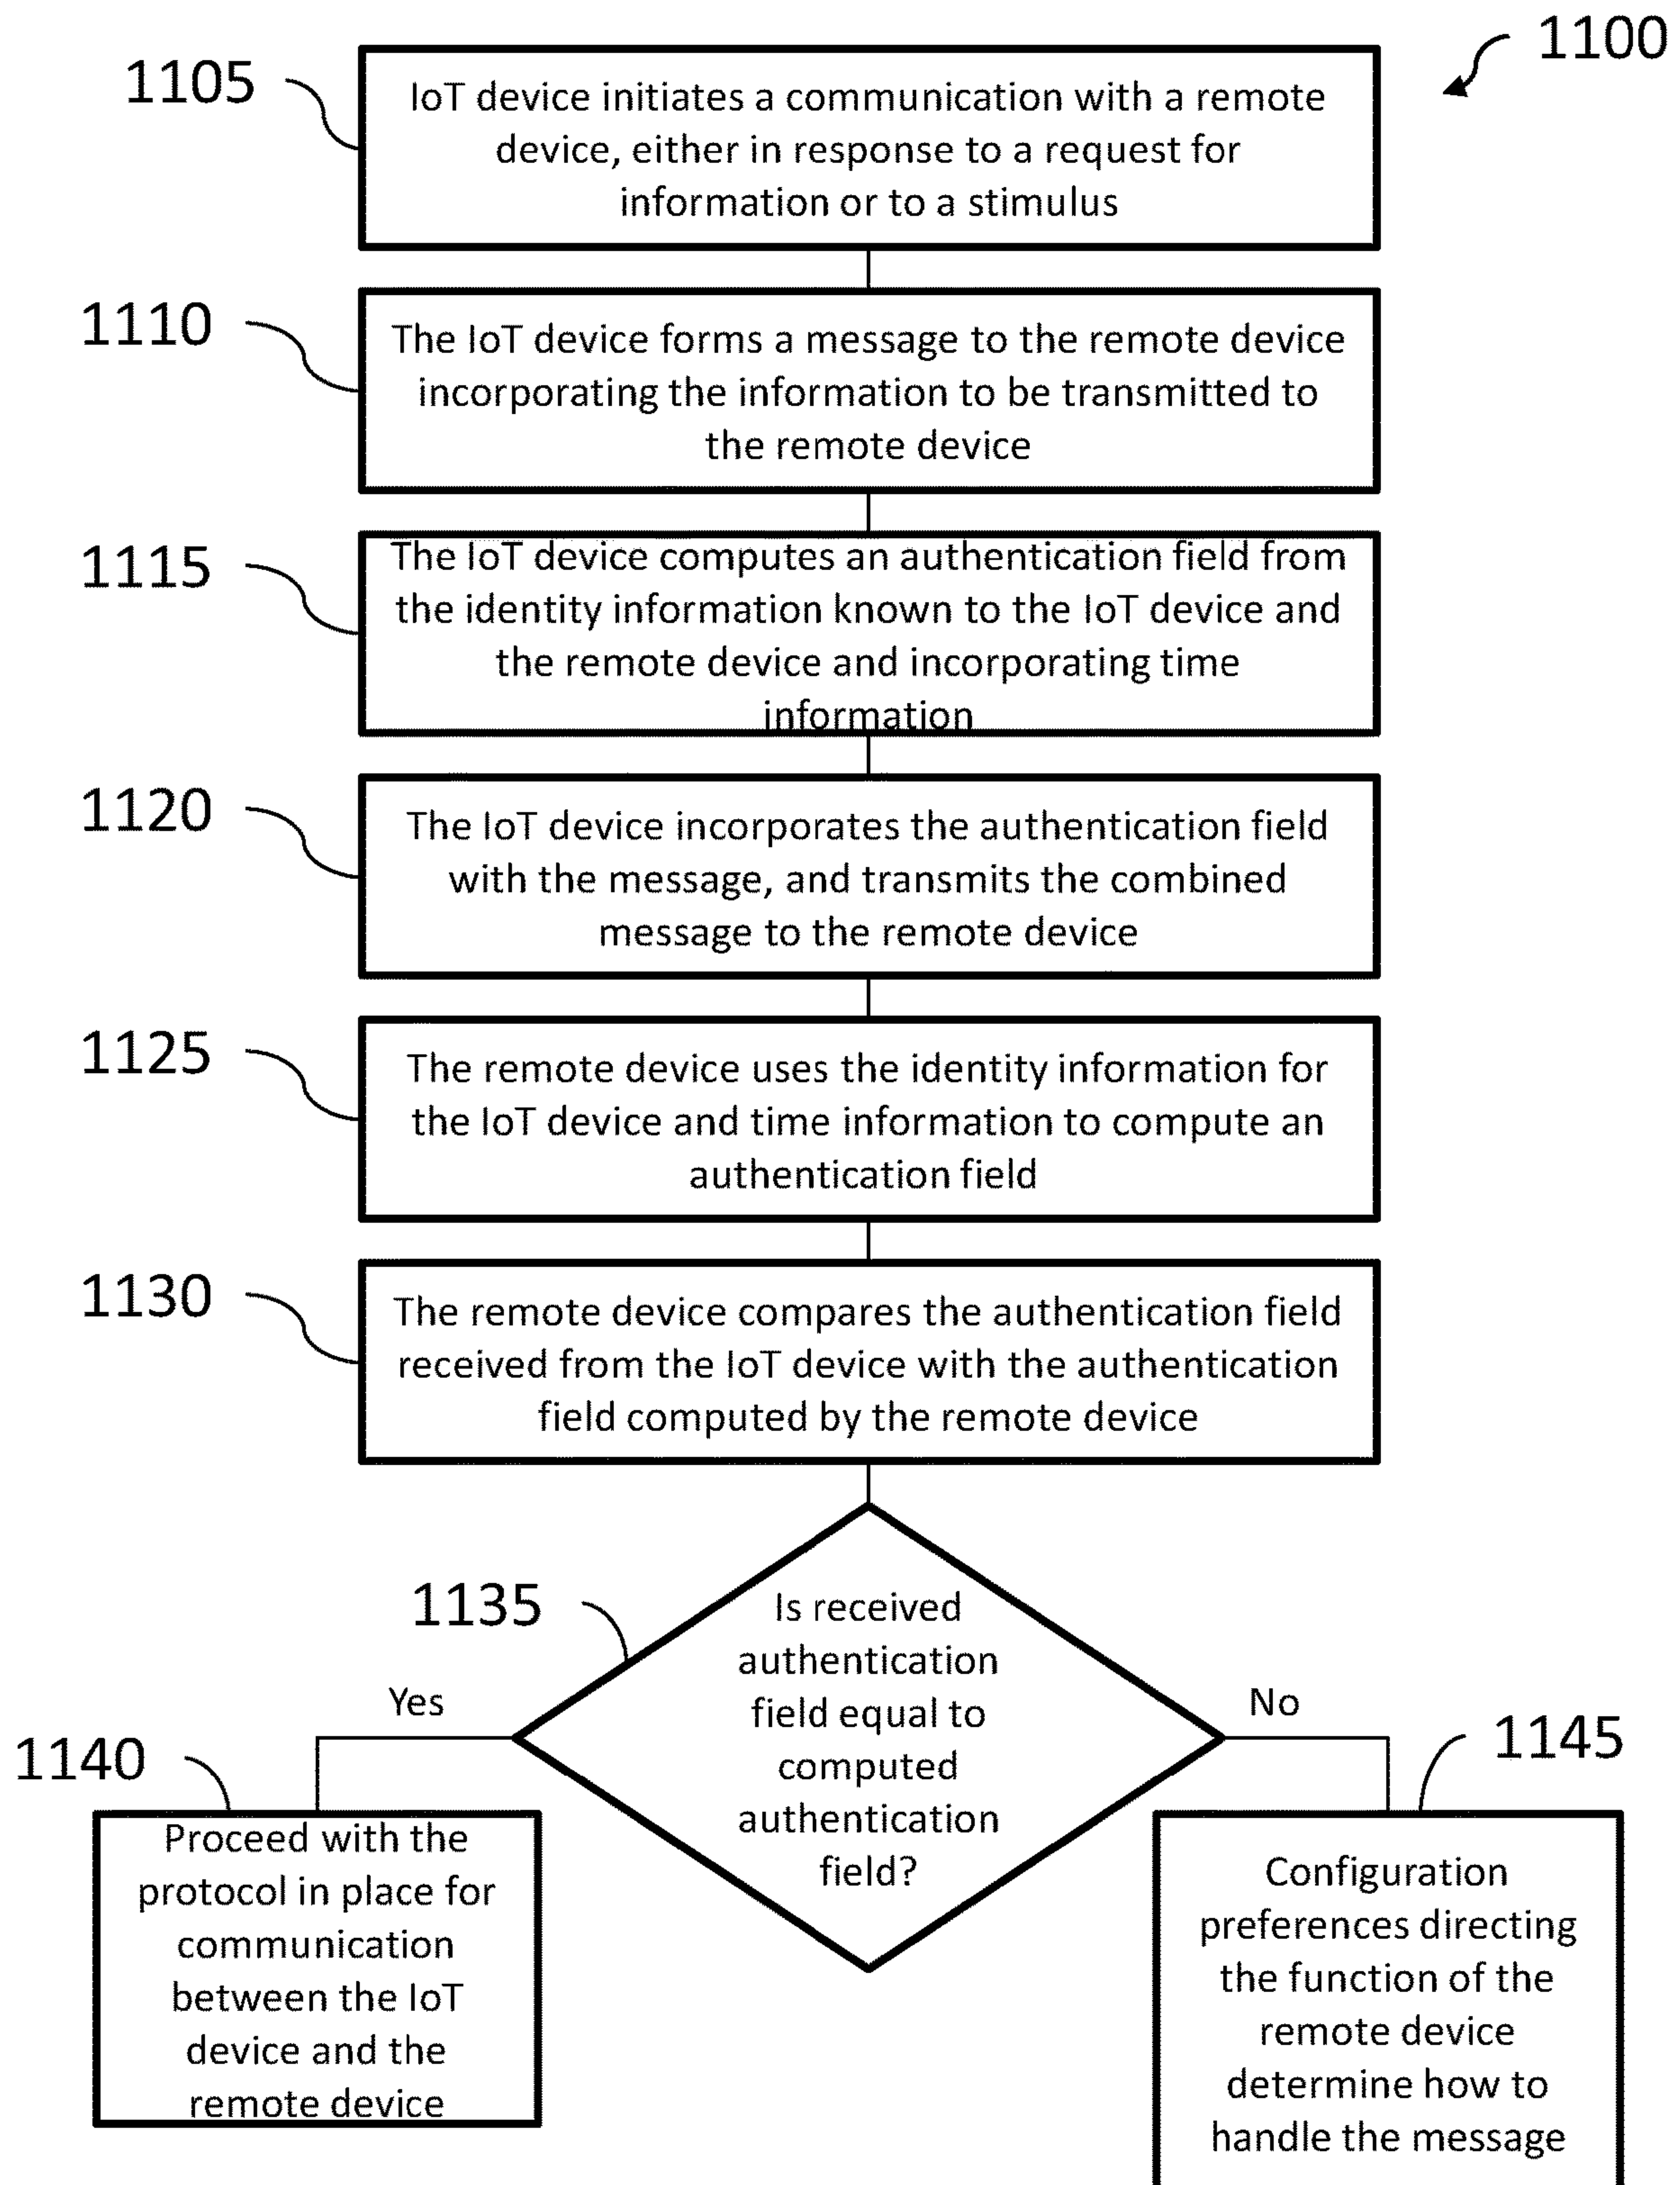 1100
1105
IoT device initiates a communication with a remote
device, either in response to a request for
information or to a stimulus
1110
The IoT device forms a message to the remote device
incorporating the information to be transmitted to
the remote device
1115
The IoT device computes an authentication field from
the identity information known to the IoT device and
the remote device and incorporating time
information
1120
The IoT device incorporates the authentication field
with the message, and transmits the combined
message to the remote device
1125
The remote device uses the identity information for
the IoT device and time information to compute an
authentication field
1130
The remote device compares the authentication field
received from the IoT device with the authentication
field computed by the remote device
1135
Is received
authentication
field equal to
computed
authentication
field?
Yes
No
1140
Proceed with the
protocol in place for
communication
between the IoT
device and the
remote device
1145
Configuration
preferences directing
the function of the
remote device
determine how to
handle the message